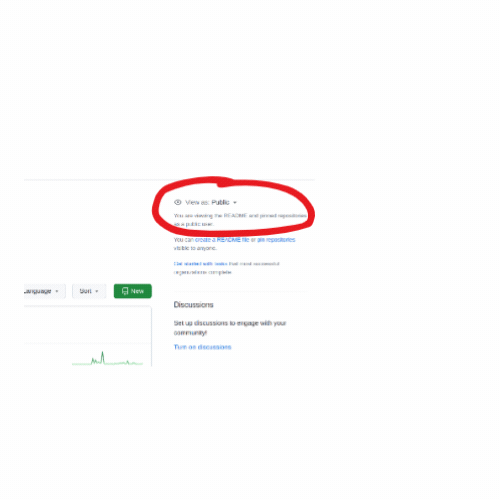 View as: Public
You are viewing the README and pinned repositories
as a public user.
You can create a README file or pin repositories
visible to anyone.
Get started with tasks that most successful
organizations complete.
Language
Sort
New
Discussions
Set up discussions to engage with your
community!
Turn on discussions